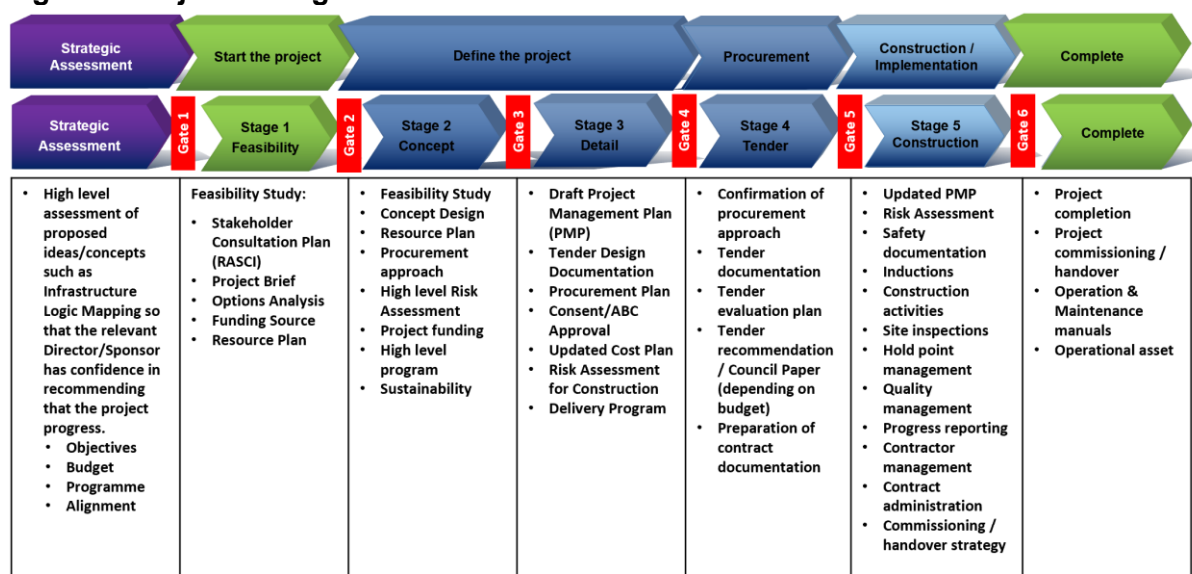 Strategic
Assessment
Start the project
Define the project
Procurement
Construction /
Implementation
Complete
Strategic
Assessment
Gate 1
Stage 1
Feasibility
Gate 2
Stage 2
Concept
Gate 3
Stage 3
Detail
Gate 4
Stage 4
Tender
Gate 5
Stage 5
Construction
Gate 6
Complete
• High level
assessment of
proposed
ideas/concepts
such as
Infrastructure
Logic Mapping so
that the relevant
Director/Sponsor
has confidence in
recommending
that the project
progress.
• Objectives
• Budget
• Programme
• Alignment
Feasibility Study:
• Stakeholder
Consultation Plan
(RASCI)
• Project Brief
• Options Analysis
• Funding Source
• Resource Plan
• Feasibility Study
• Concept Design
• Resource Plan
• Procurement
approach
• High level Risk
Assessment
• Project funding
• High level
program
• Sustainability
• Draft Project
Management Plan
(PMP)
• Tender Design
Documentation
• Procurement Plan
• Consent/ABC
Approval
• Updated Cost Plan
• Risk Assessment
for Construction
• Delivery Program
• Confirmation of
procurement
approach
• Tender
documentation
• Tender
evaluation plan
• Tender
recommendation
/ Council Paper
(depending on
budget)
• Preparation of
contract
documentation
• Updated PMP
• Risk Assessment
• Safety
documentation
• Inductions
• Construction
activities
• Site inspections
• Hold point
management
• Quality
management
• Progress reporting
• Contractor
management
• Contract
administration
• Commissioning /
handover strategy
• Project
completion
• Project
commissioning /
handover
• Operation &
Maintenance
manuals
• Operational asset